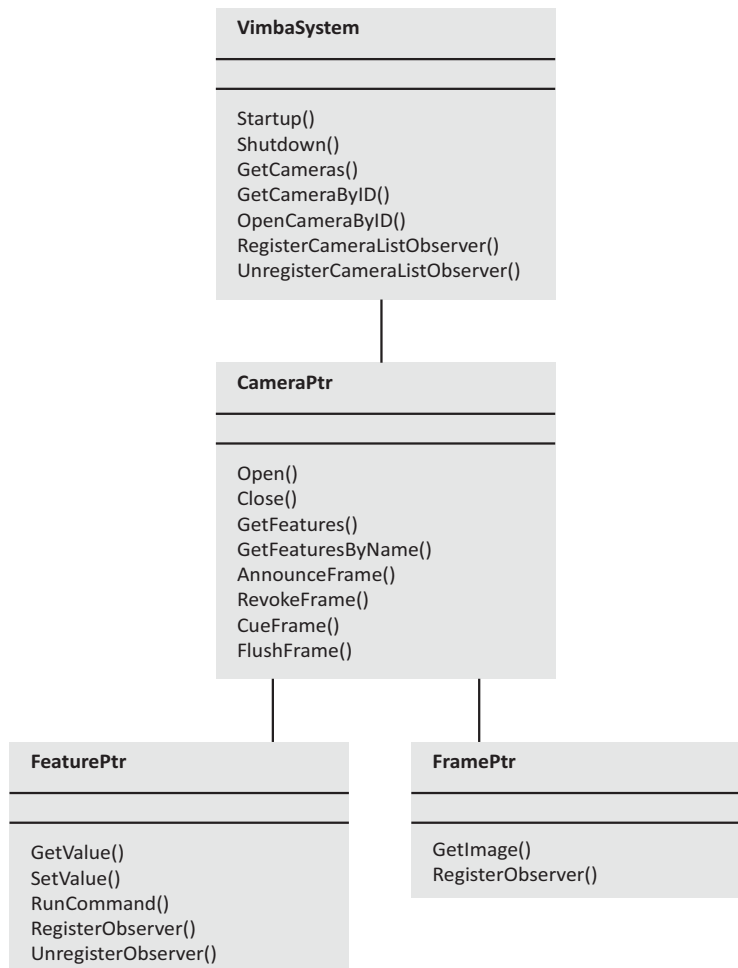 VimbaSystem
Startup()
Shutdown()
GetCameras()
GetCameraByID()
OpenCameraByID()
RegisterCameraListObserver()
UnregisterCameraListObserver()
CameraPtr
Open()
Close()
GetFeatures()
GetFeaturesByName()
AnnounceFrame()
RevokeFrame()
CueFrame()
FlushFrame()
FeaturePtr
GetValue()
SetValue()
RunCommand()
RegisterObserver()
UnregisterObserver()
FramePtr
GetImage()
RegisterObserver()